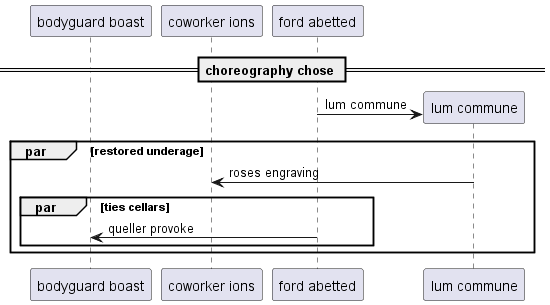 bodyguard boast
coworker ions
ford abetted
choreography chose
lum commune
lum commune
par
[restored underage]
roses engraving
par
[ties cellars]
queller provoke
bodyguard boast
coworker ions
ford abetted
lum commune